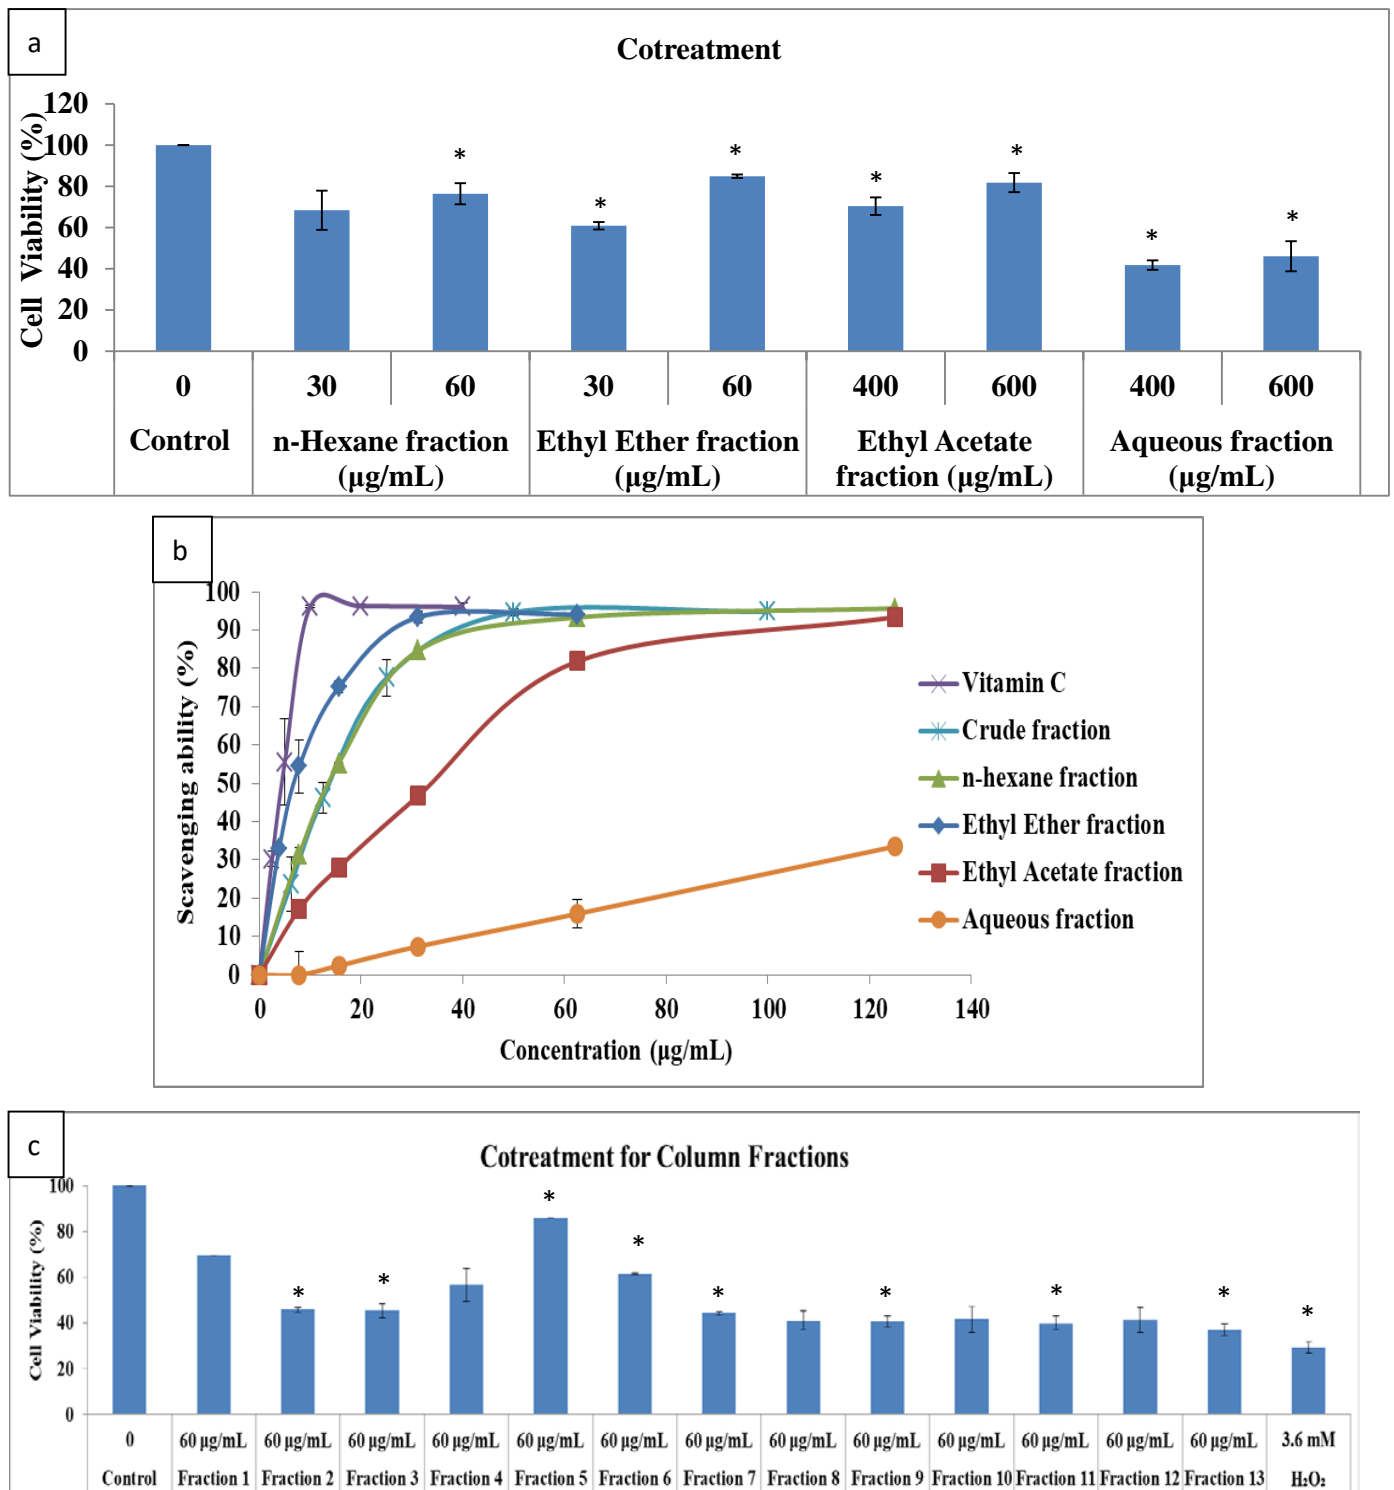 a
Cotreatment
Cell Viability (%)
120
100
80
60
40
20
0
* * * * * * *
0 30 60 30 60 400 600 400 600
Control
n-Hexane fraction
(µg/mL)
Ethyl Ether fraction
(µg/mL)
Ethyl Acetate
fraction (µg/mL)
Aqueous fraction
(µg/mL)
b
Scavenging ability (%)
100
90
80
70
60
50
40
30
20
10
0
0 20 40 60 80 100 120 140
Concentration (µg/mL)
Vitamin C
Crude fraction
n-hexane fraction
Ethyl Ether fraction
Ethyl Acetate fraction
Aqueous fraction
c
Cotreatment for Column Fractions
Cell Viability (%)
100
80
60
40
20
0
* * * * * * * * *
0 60 µg/mL 60 µg/mL 60 µg/mL 60 µg/mL 60 µg/mL 60 µg/mL 60 µg/mL 60 µg/mL 60 µg/mL 60 µg/mL 60 µg/mL 60 µg/mL 60 µg/mL 3.6 mM
Control Fraction 1 Fraction 2 Fraction 3 Fraction 4 Fraction 5 Fraction 6 Fraction 7 Fraction 8 Fraction 9 Fraction 10 Fraction 11 Fraction 12 Fraction 13 H₂O₂